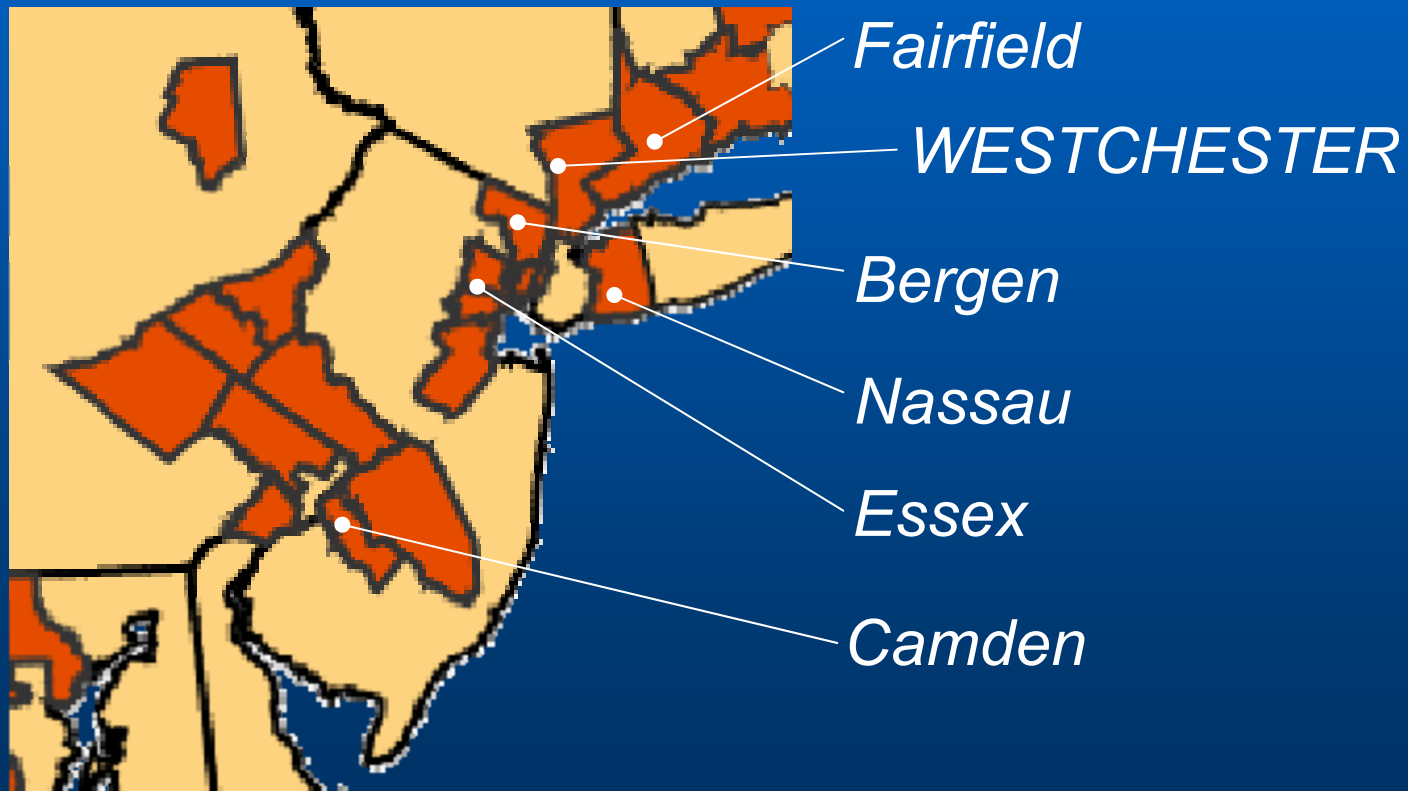 Fairfield
WESTCHESTER
Bergen
Nassau
Essex
Camden